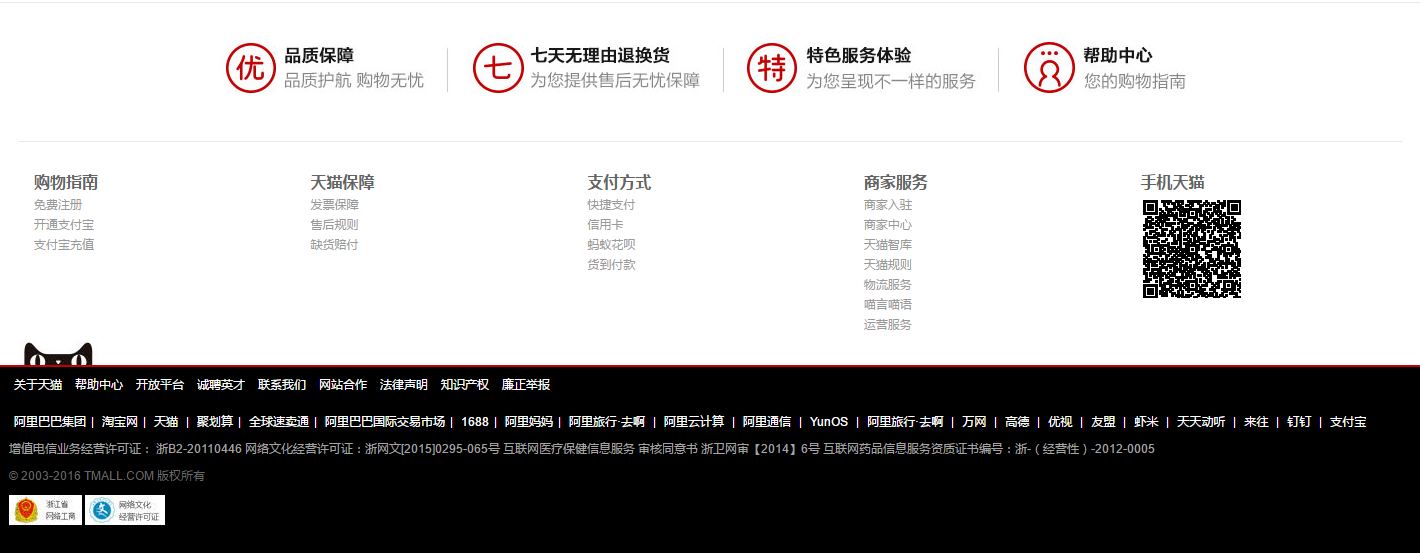 优 品质保障 七 七天无理由退换货 特 特色服务体验 帮助中心
品质护航 购物无忧 为您提供售后无忧保障 为您呈现不一样的服务 您的购物指南
购物指南 天猫保障 支付方式 商家服务 手机天猫
免费注册 发票保障 快捷支付 商家入驻
开通支付宝 售后规则 信用卡 商家中心
支付宝充值 缺货赔付 蚂蚁花呗 天猫智库
货到付款 天猫规则
物流服务
喵言喵语
运营服务
关于天猫 帮助中心 开放平台 诚聘英才 联系我们 网站合作 法律声明 知识产权 廉正举报
阿里巴巴集团 | 淘宝网 | 天猫 | 聚划算 | 全球速卖通 | 阿里巴巴国际交易市场 | 1688 | 阿里妈妈 | 阿里旅行·去啊 | 阿里云计算 | 阿里通信 | YunOS | 阿里旅行·去啊 | 万网 | 高德 | 优视 | 友盟 | 虾米 | 天天动听 | 来往 | 钉钉 | 支付宝
增值电信业务经营许可证： 浙B2-20110446 网络文化经营许可证：浙网文[2015]0295-065号 互联网医疗保健信息服务 审核同意书 浙卫网审【2014】6号 互联网药品信息服务资质证书编号：浙-（经营性）-2012-0005
© 2003-2016 TMALL.COM 版权所有
浙江省 网络文化
网络工商 经营许可证